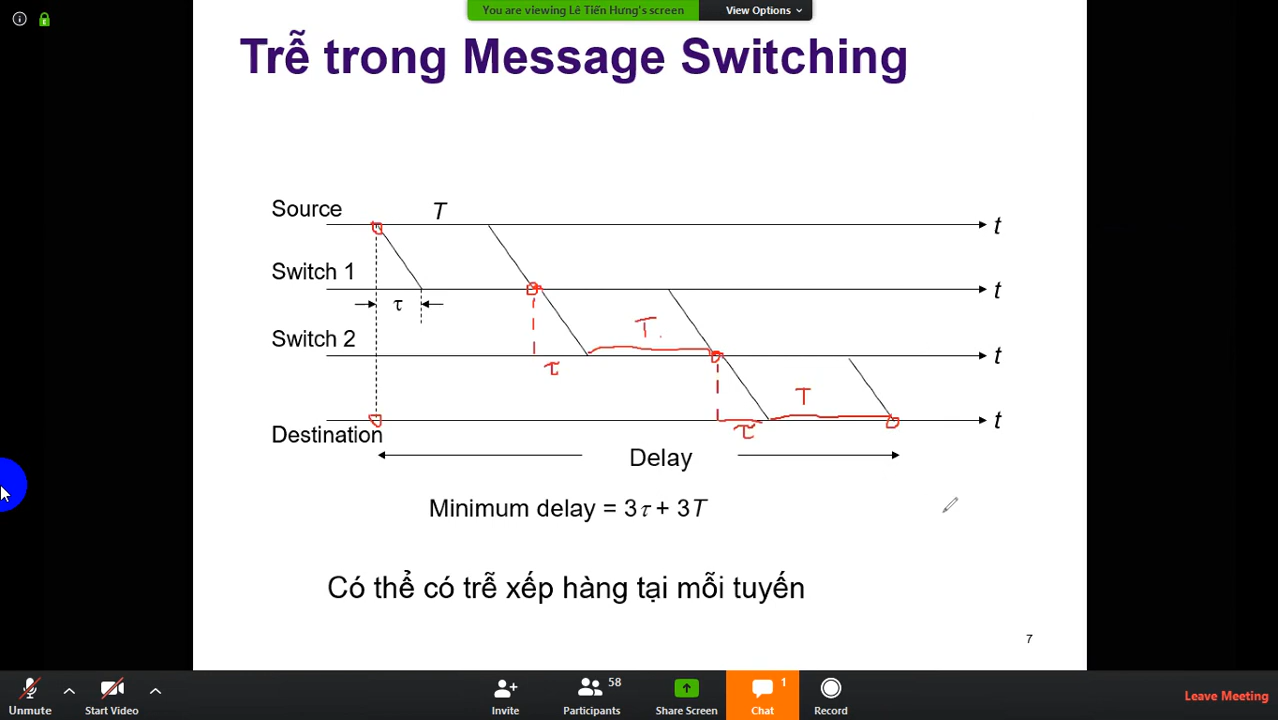 You are viewing Lê Tiến Hưng's screen
View Options
Trễ trong Message Switching
Source
T
t
Switch 1
t
τ
Switch 2
T
t
τ
T
t
τ
Destination
Delay
Minimum delay = 3τ + 3T
Có thể có trễ xếp hàng tại mỗi tuyến
7
Unmute
Start Video
Invite
58
Participants
Share Screen
1
Chat
Record
Leave Meeting